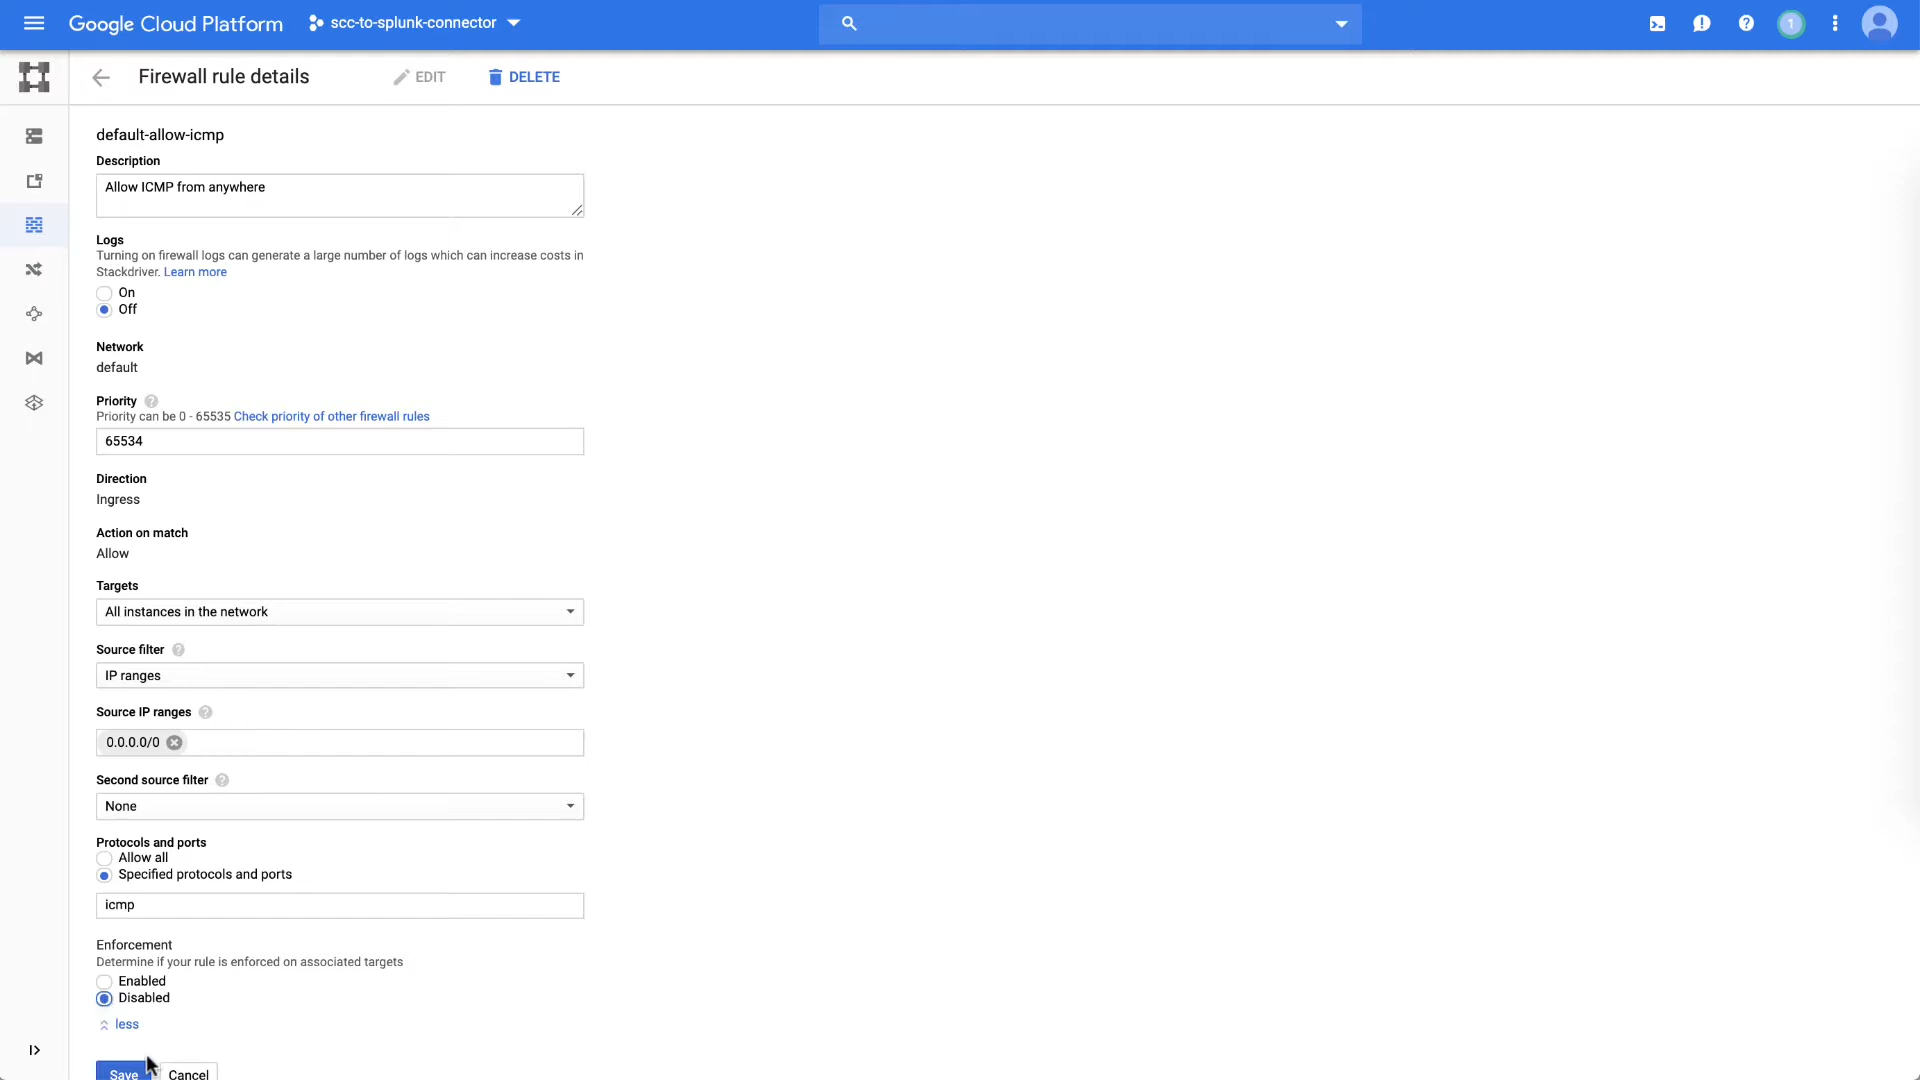 Google Cloud Platform
scc-to-splunk-connector
1
Firewall rule details
EDIT
DELETE
default-allow-icmp
Description
Allow ICMP from anywhere
Logs
Turning on firewall logs can generate a large number of logs which can increase costs in
Stackdriver. Learn more
On
Off
Network
default
Priority
Priority can be 0 - 65535 Check priority of other firewall rules
65534
Direction
Ingress
Action on match
Allow
Targets
All instances in the network
Source filter
IP ranges
Source IP ranges
0.0.0.0/0
Second source filter
None
Protocols and ports
Allow all
Specified protocols and ports
icmp
Enforcement
Determine if your rule is enforced on associated targets
Enabled
Disabled
less
Save
Cancel